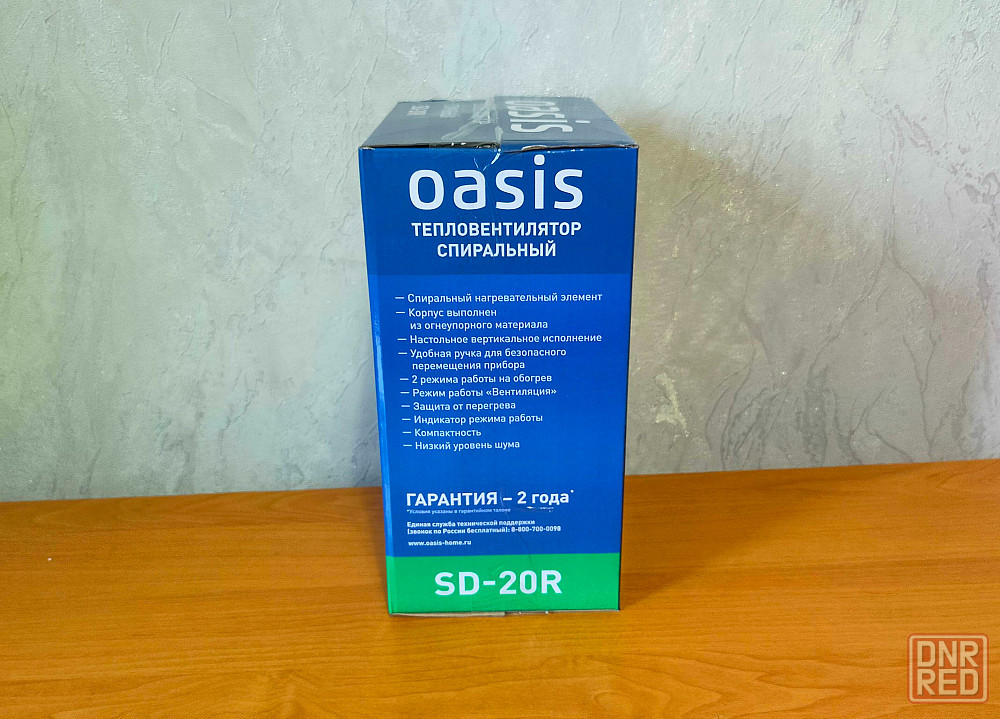 oasis
oasis
ТЕПЛОВЕНТИЛЯТОР
СПИРАЛЬНЫЙ
— Спиральный нагревательный элемент
— Корпус выполнен
из огнеупорного материала
— Настольное вертикальное исполнение
— Удобная ручка для безопасного
перемещения прибора
— 2 режима работы на обогрев
— Режим работы «Вентиляция»
— Защита от перегрева
— Индикатор режима работы
— Компактность
— Низкий уровень шума
ГАРАНТИЯ – 2 года*
*Условия указаны в гарантийном талоне
Единая служба технической поддержки
(звонок по России бесплатный): 8-800-700-0098
www.oasis-home.ru
SD-20R
DNR
RED